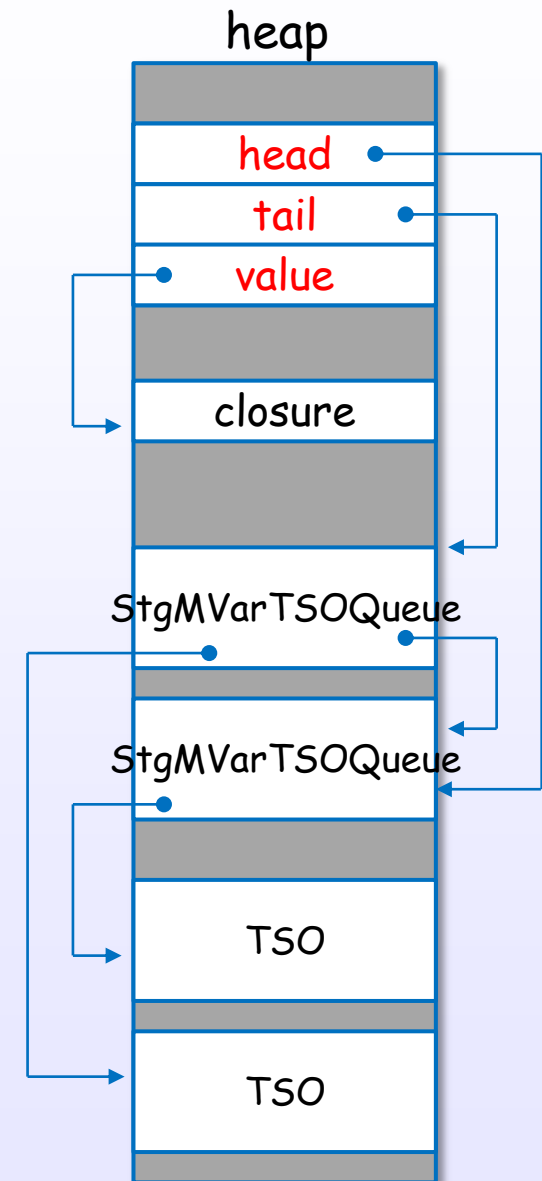 heap
head
tail
value
closure
StgMVarTSOQueue
StgMVarTSOQueue
TSO
TSO